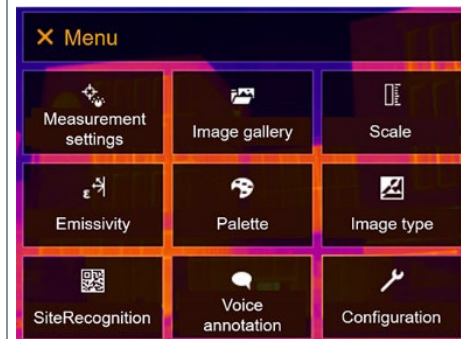 Menu
Measurement
settings
Image gallery
Scale
ε
Emissivity
Palette
Image type
SiteRecognition
Voice
annotation
Configuration